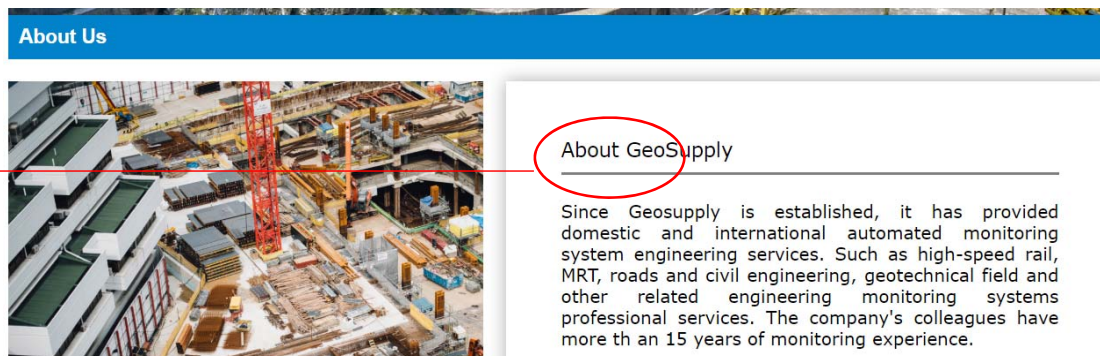 About Us
About GeoSupply
Since Geosupply is established, it has provided
domestic and international automated monitoring
system engineering services. Such as high-speed rail,
MRT, roads and civil engineering, geotechnical field and
other related engineering monitoring systems
professional services. The company's colleagues have
more th an 15 years of monitoring experience.